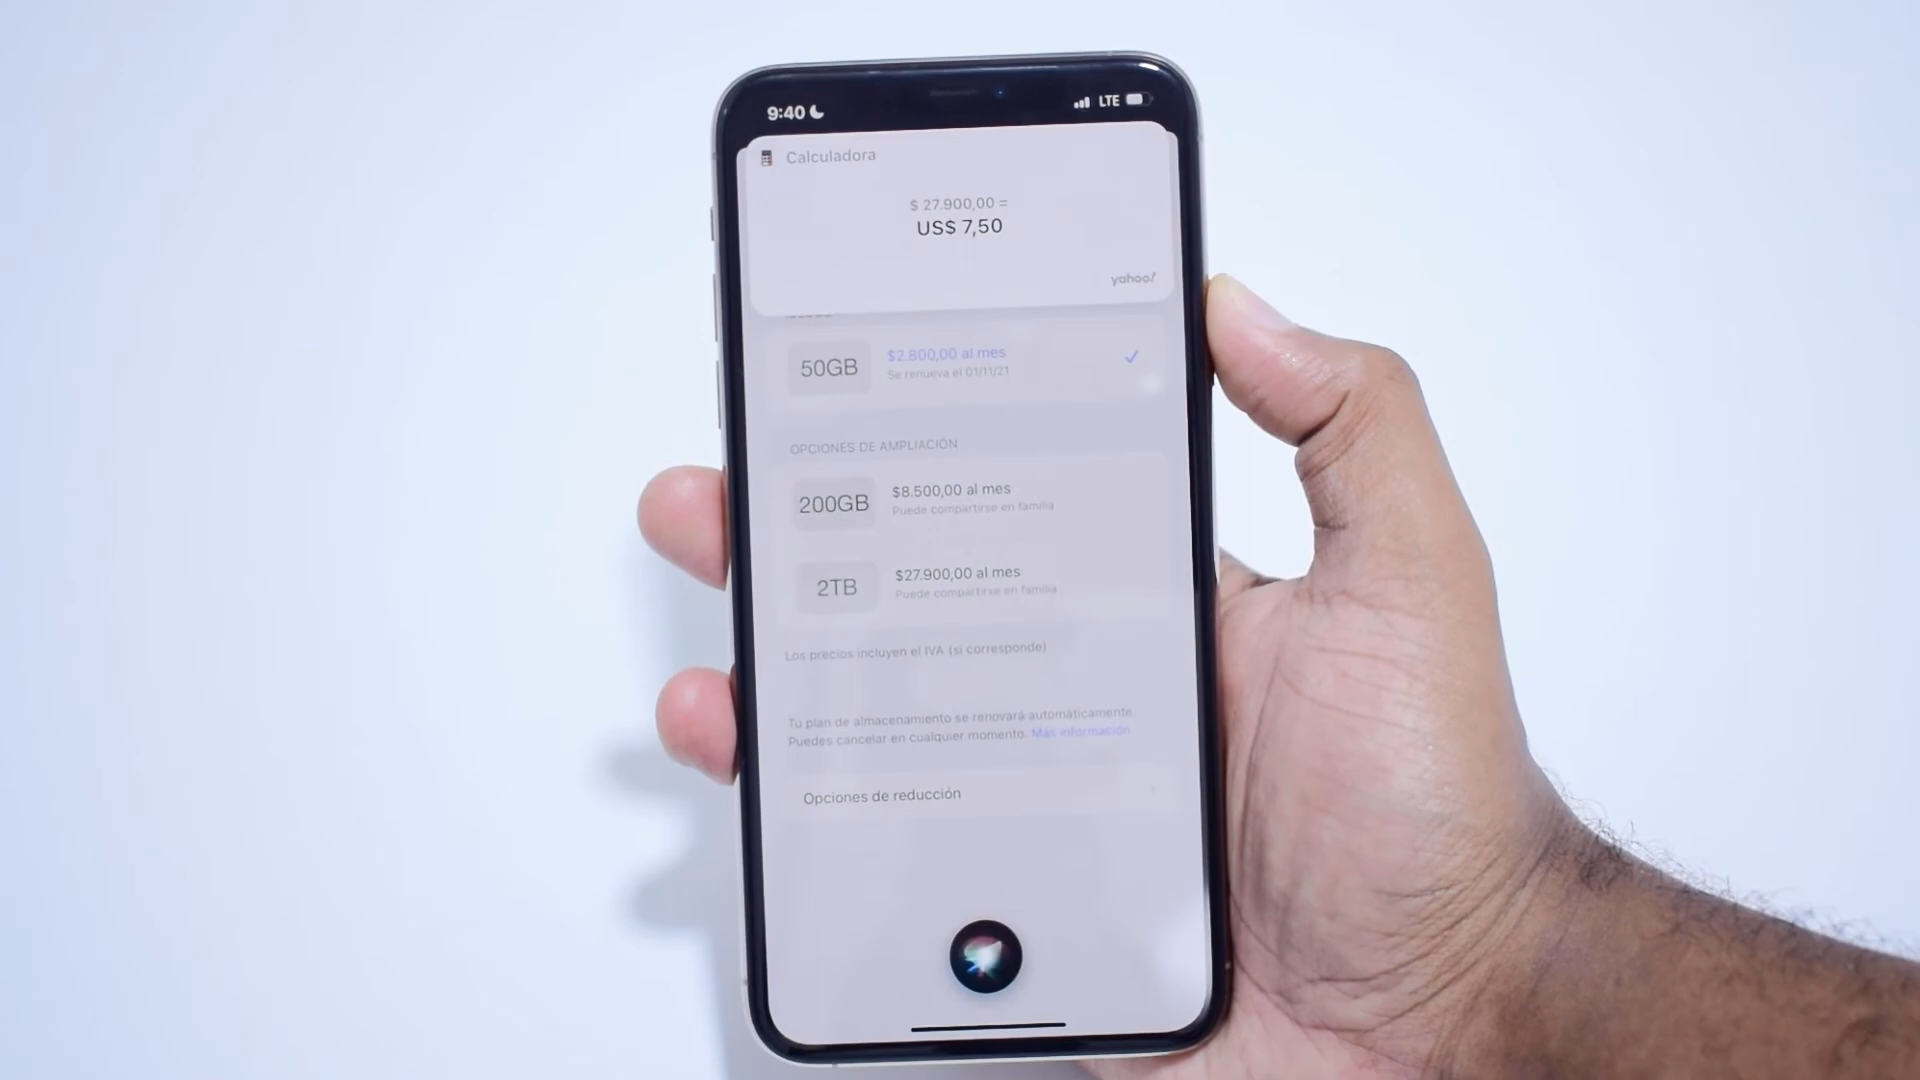 9:40
LTE
Calculadora
$ 27.900,00 =
US$ 7,50
yahoo!
50GB
$2.800,00 al mes
Se renueva el 01/11/21
OPCIONES DE AMPLIACIÓN
200GB
$8.500,00 al mes
Puede compartirse en familia
2TB
$27.900,00 al mes
Puede compartirse en familia
Los precios incluyen el IVA (si corresponde)
Tu plan de almacenamiento se renovará automáticamente
Puedes cancelar en cualquier momento. Más información
Opciones de reducción